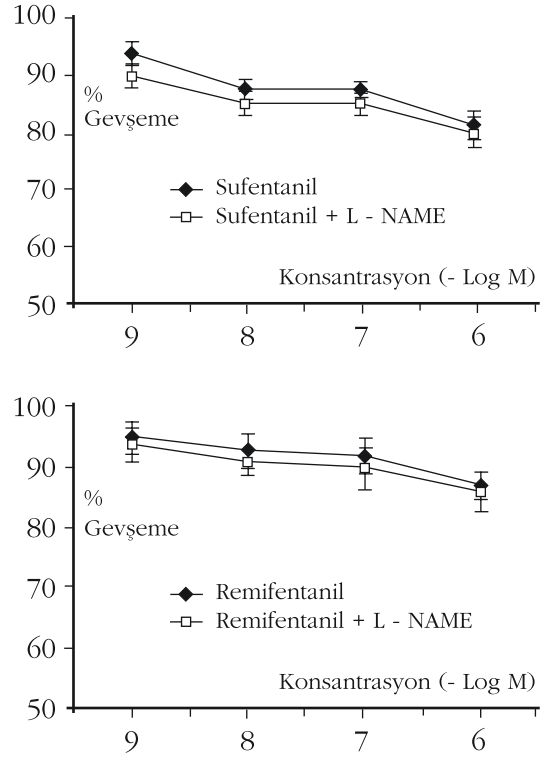 100
90
%
Gevşeme
80
70
Sufentanil
Sufentanil + L - NAME
60
Konsantrasyon (- Log M)
50
9 8 7 6
100
90
%
Gevşeme
80
70
Remifentanil
Remifentanil + L - NAME
60
Konsantrasyon (- Log M)
50
9 8 7 6